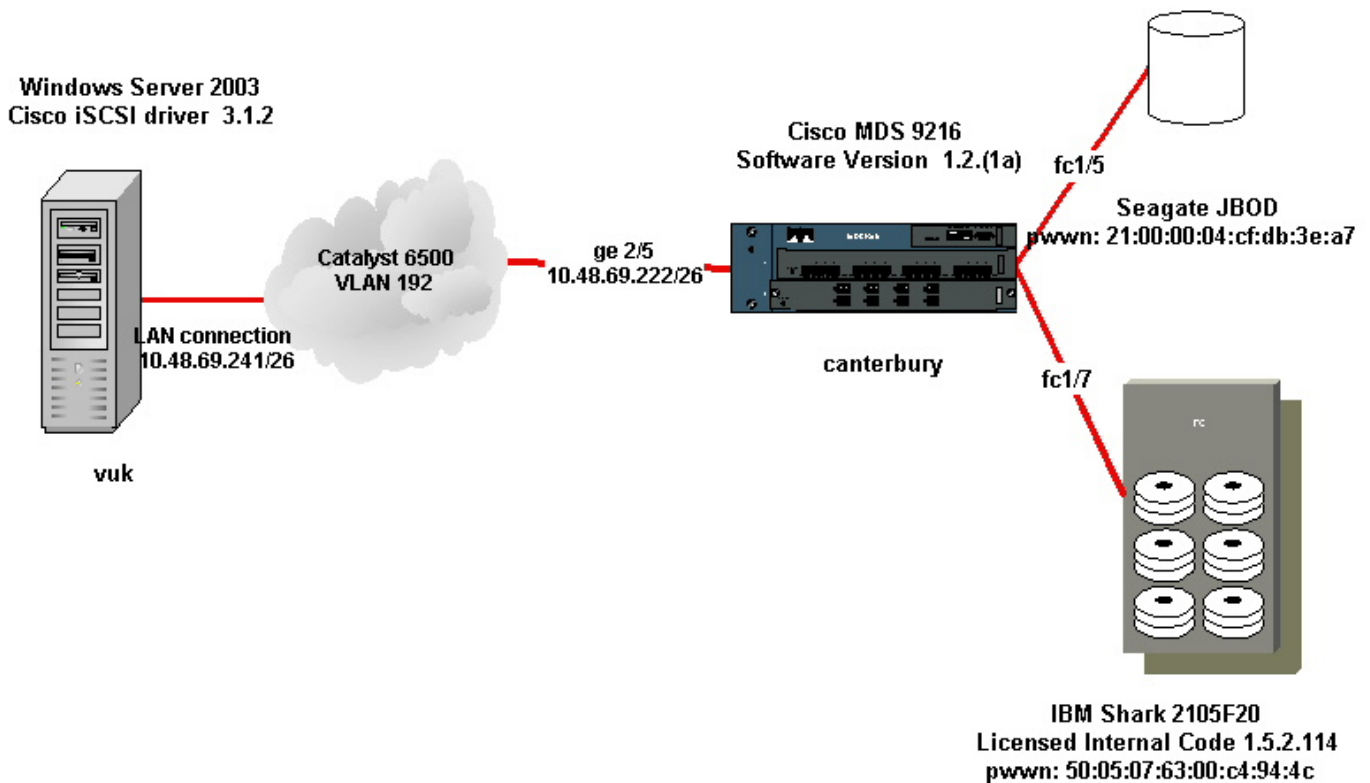 Windows Server 2003
Cisco iSCSI driver 3.1.2
LAN connection
10.48.69.241/26
vuk
Catalyst 6500
VLAN 192
ge 2/5
10.48.69.222/26
Cisco MDS 9216
Software Version 1.2.(1a)
canterbury
fc1/5
Seagate JBOD
pwwn: 21:00:00:04:cf:db:3e:a7
fc1/7
IBM Shark 2105F20
Licensed Internal Code 1.5.2.114
pwwn: 50:05:07:63:00:c4:94:4c